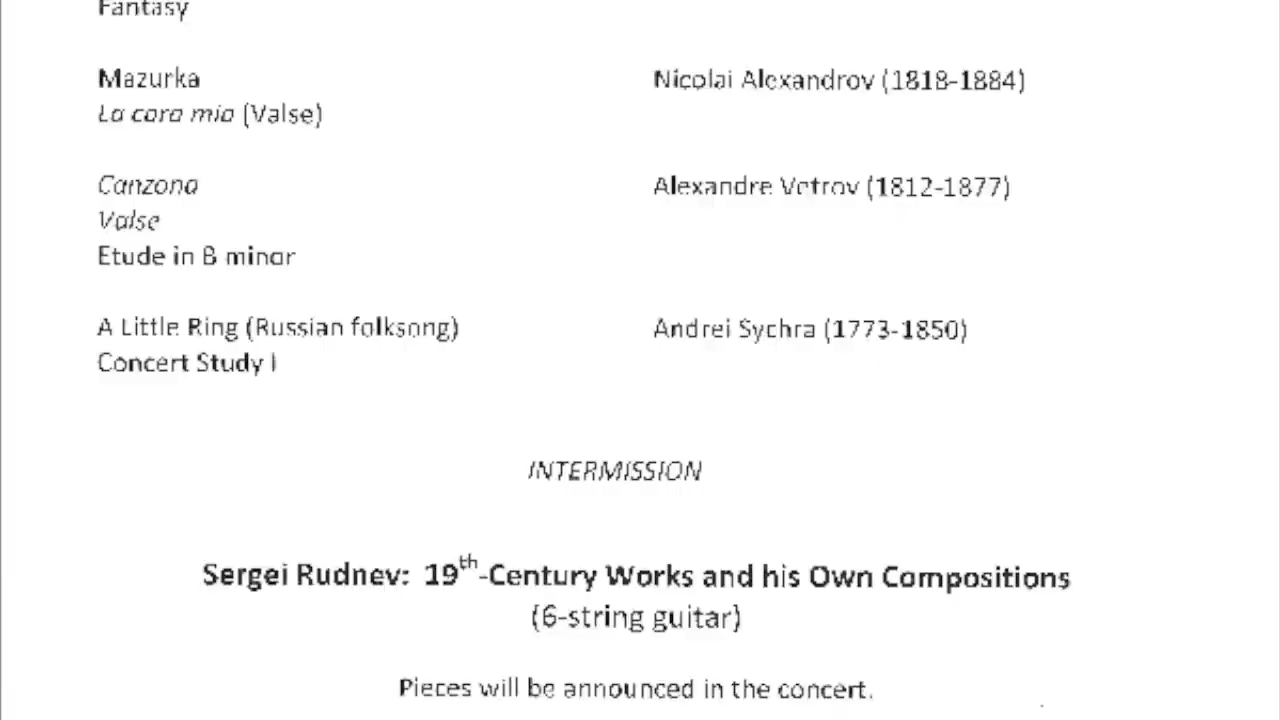 Fantasy
Mazurka Nicolai Alexandrov (1818-1884)
La cara mia (Valse)
Canzona Alexandre Vetrov (1812-1877)
Valse
Etude in B minor
A Little Ring (Russian folksong) Andrei Sychra (1773-1850)
Concert Study I
INTERMISSION
Sergei Rudnev: 19th-Century Works and his Own Compositions
(6-string guitar)
Pieces will be announced in the concert.